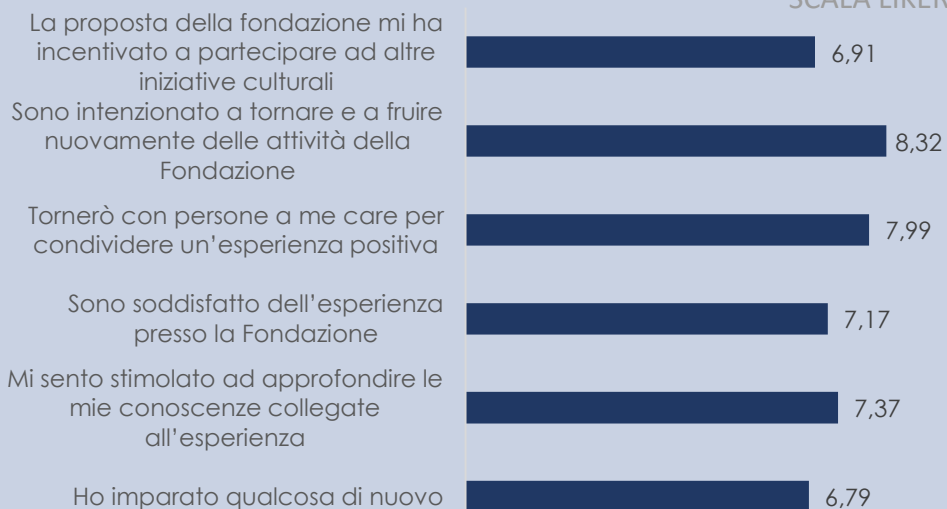 SCALA LIKER
La proposta della fondazione mi ha
incentivato a partecipare ad altre
iniziative culturali
6,91
Sono intenzionato a tornare e a fruire
nuovamente delle attività della
Fondazione
8,32
Tornerò con persone a me care per
condividere un’esperienza positiva
7,99
Sono soddisfatto dell’esperienza
presso la Fondazione
7,17
Mi sento stimolato ad approfondire le
mie conoscenze collegate
all’esperienza
7,37
Ho imparato qualcosa di nuovo
6,79